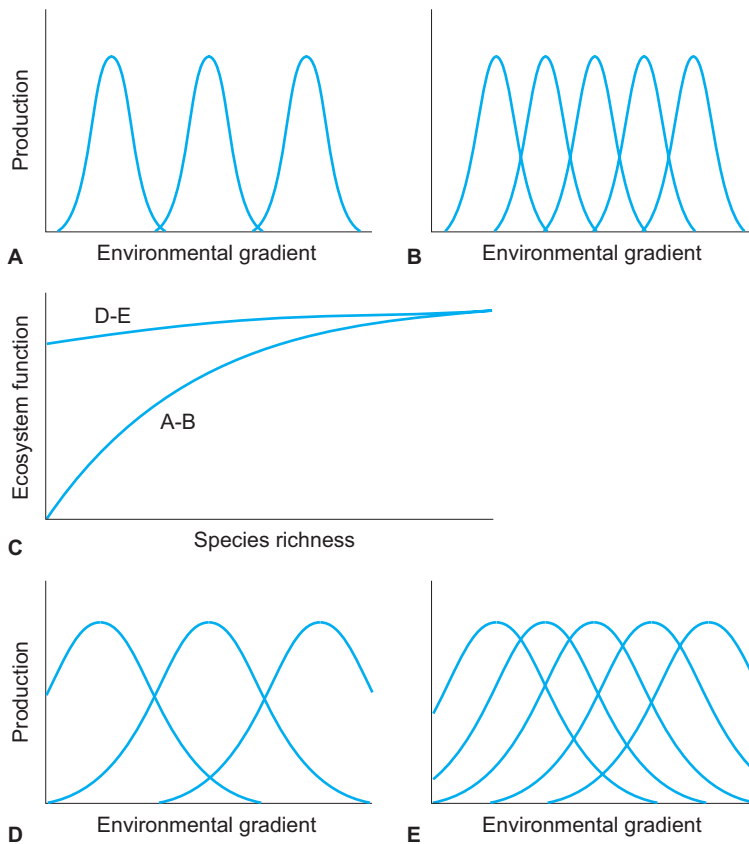 Production
A
Environmental gradient
B
Environmental gradient
Ecosystem function
D-E
A-B
C
Species richness
Production
D
Environmental gradient
E
Environmental gradient